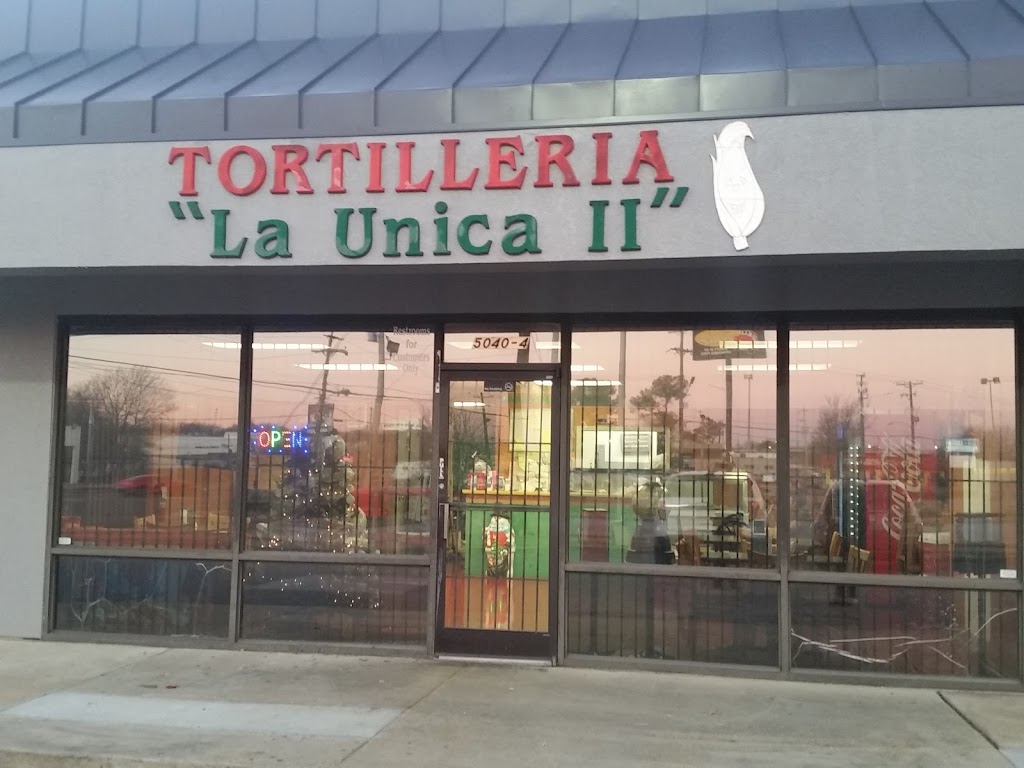 TORTILLERIA
"La Unica II"
Restrooms
for
Customers
Only
5040-4
OPEN
Coca-Cola